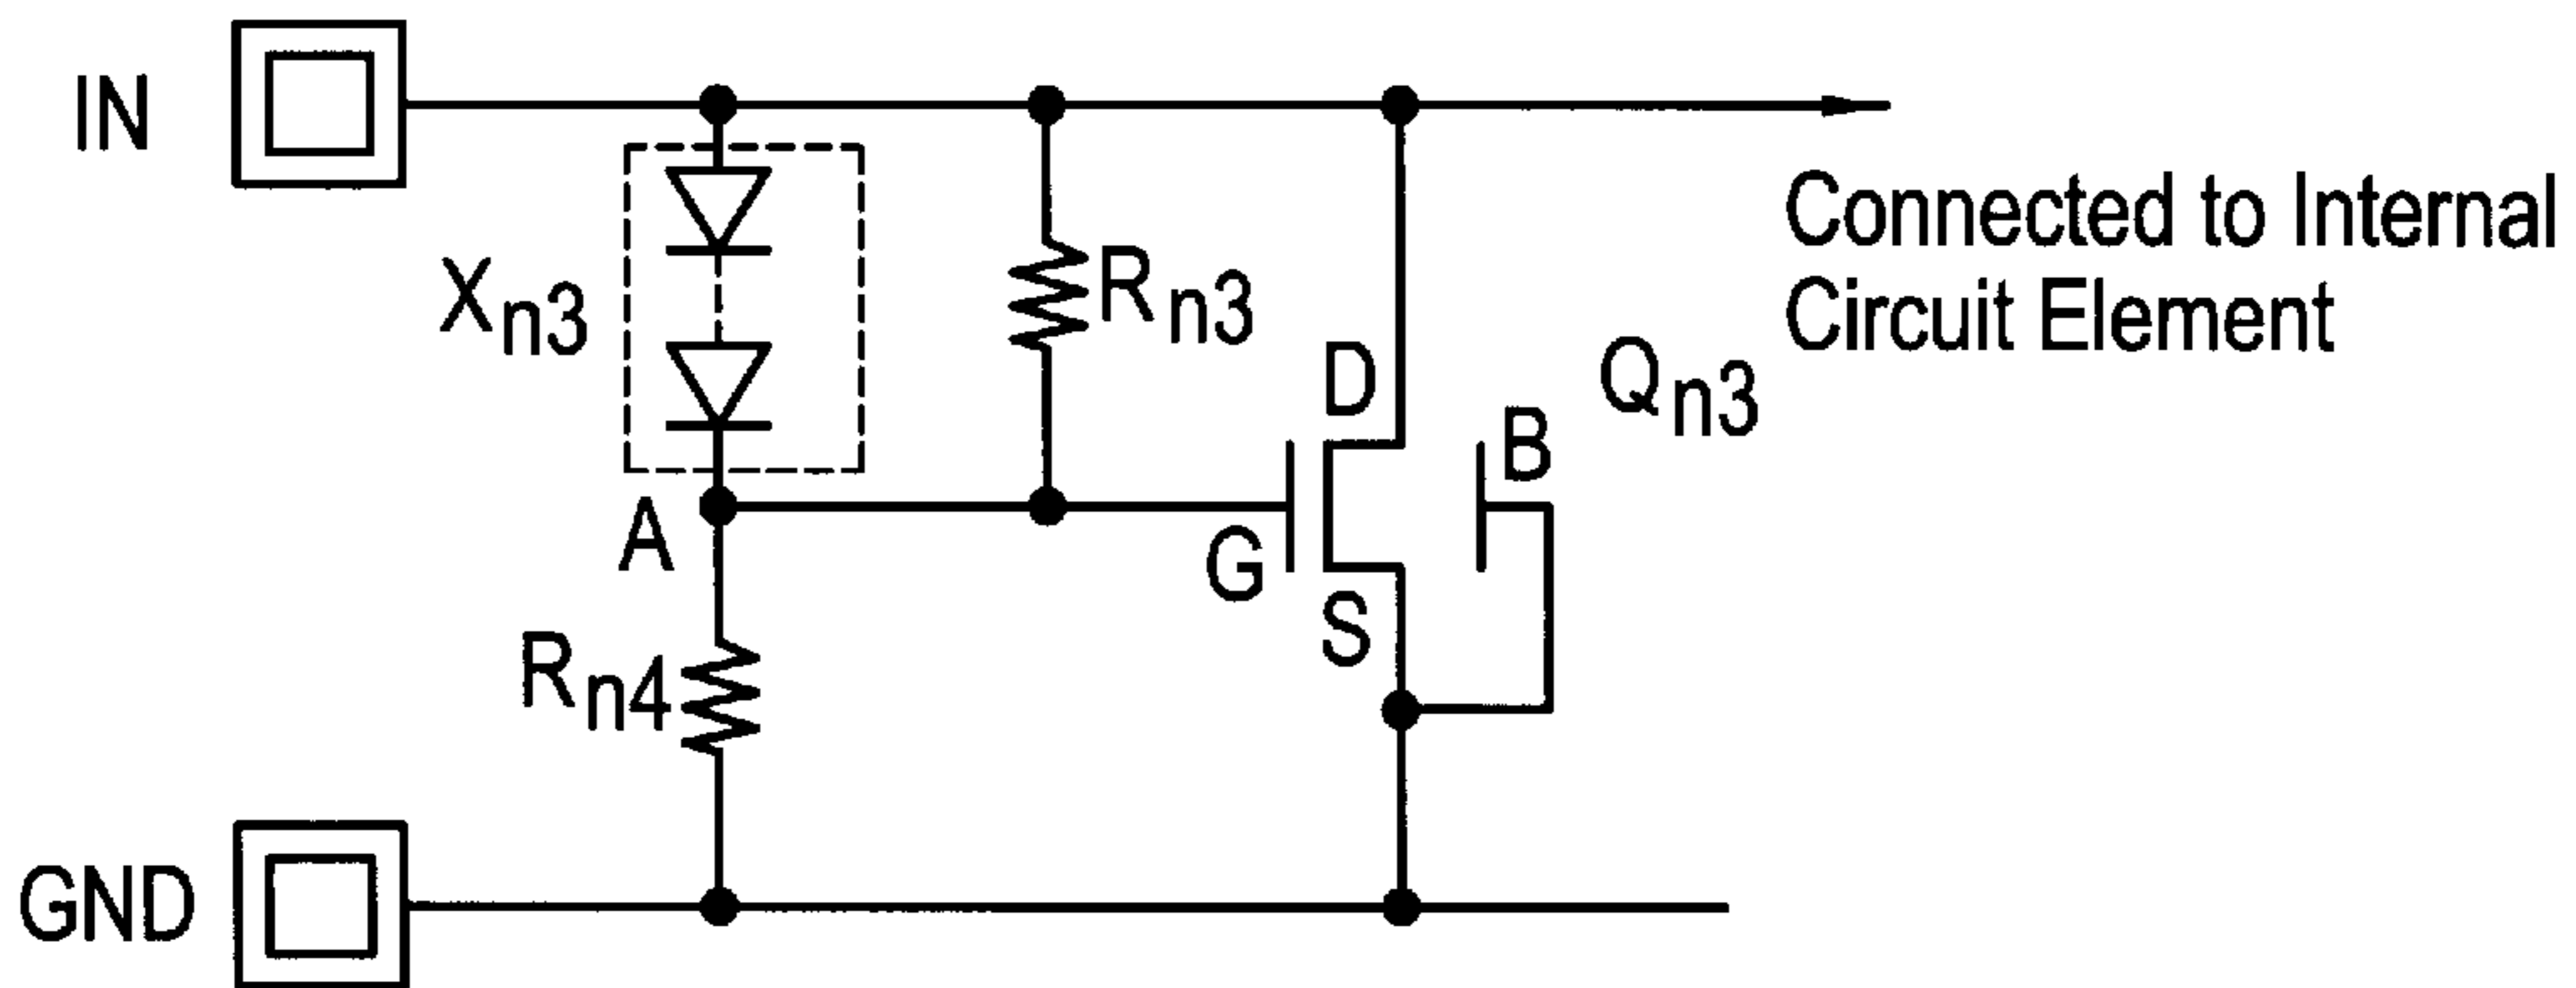 IN
Connected to Internal
Circuit Element
Xn3
Rn3
D
Qn3
B
A
G
S
Rn4
GND